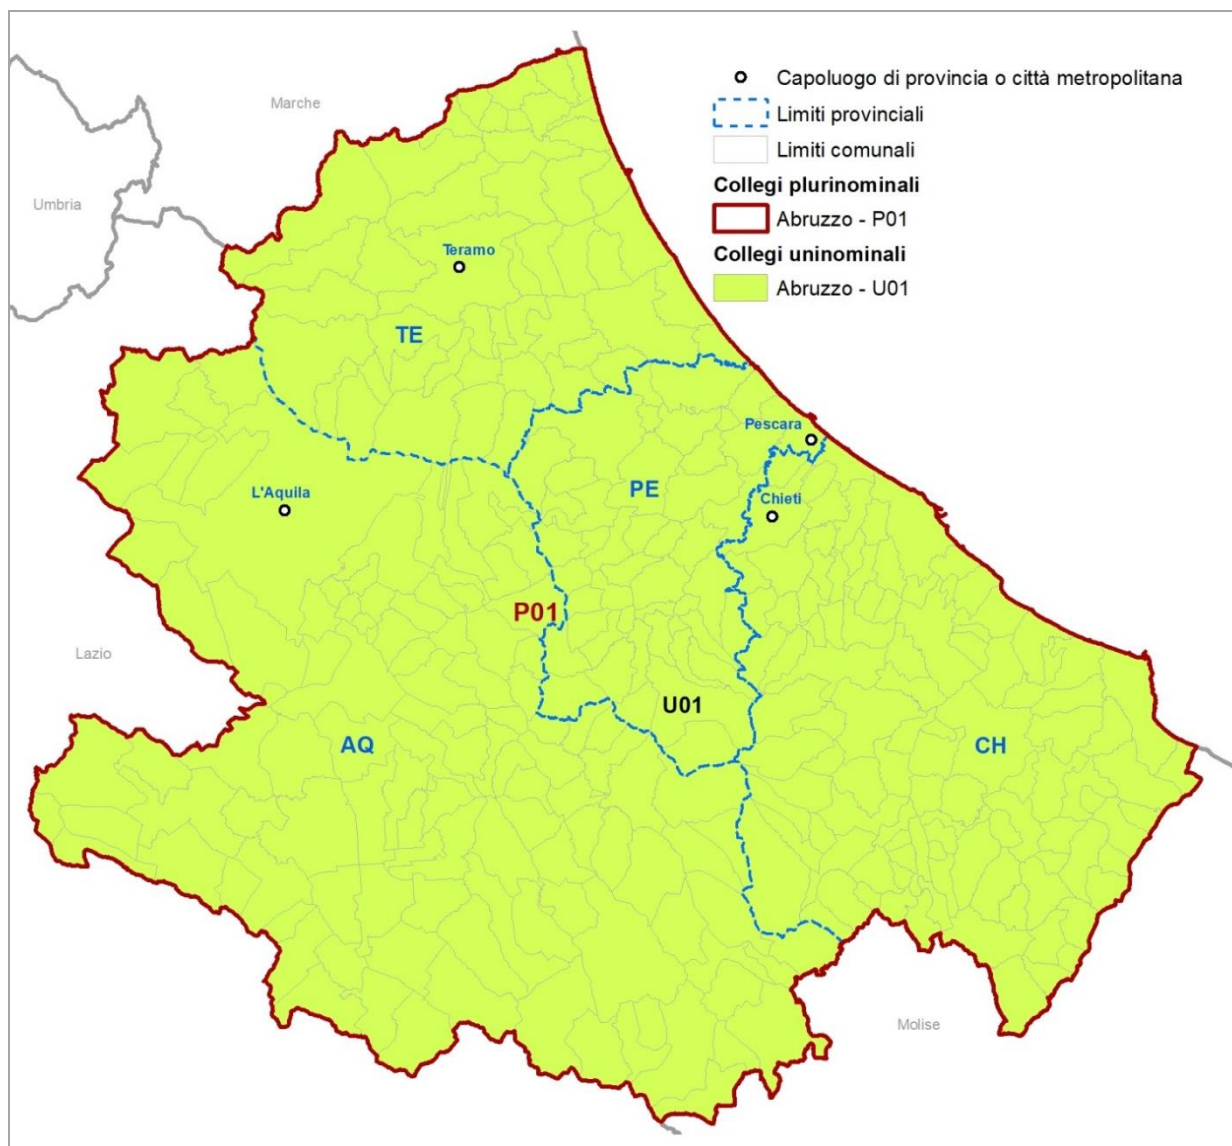 Capoluogo di provincia o città metropolitana
Limiti provinciali
Limiti comunali
Collegi plurinominali
Abruzzo - P01
Collegi uninominali
Abruzzo - U01
Marche
Umbria
Teramo
TE
Pescara
L'Aquila
PE
Chieti
P01
Lazio
U01
AQ
CH
Molise